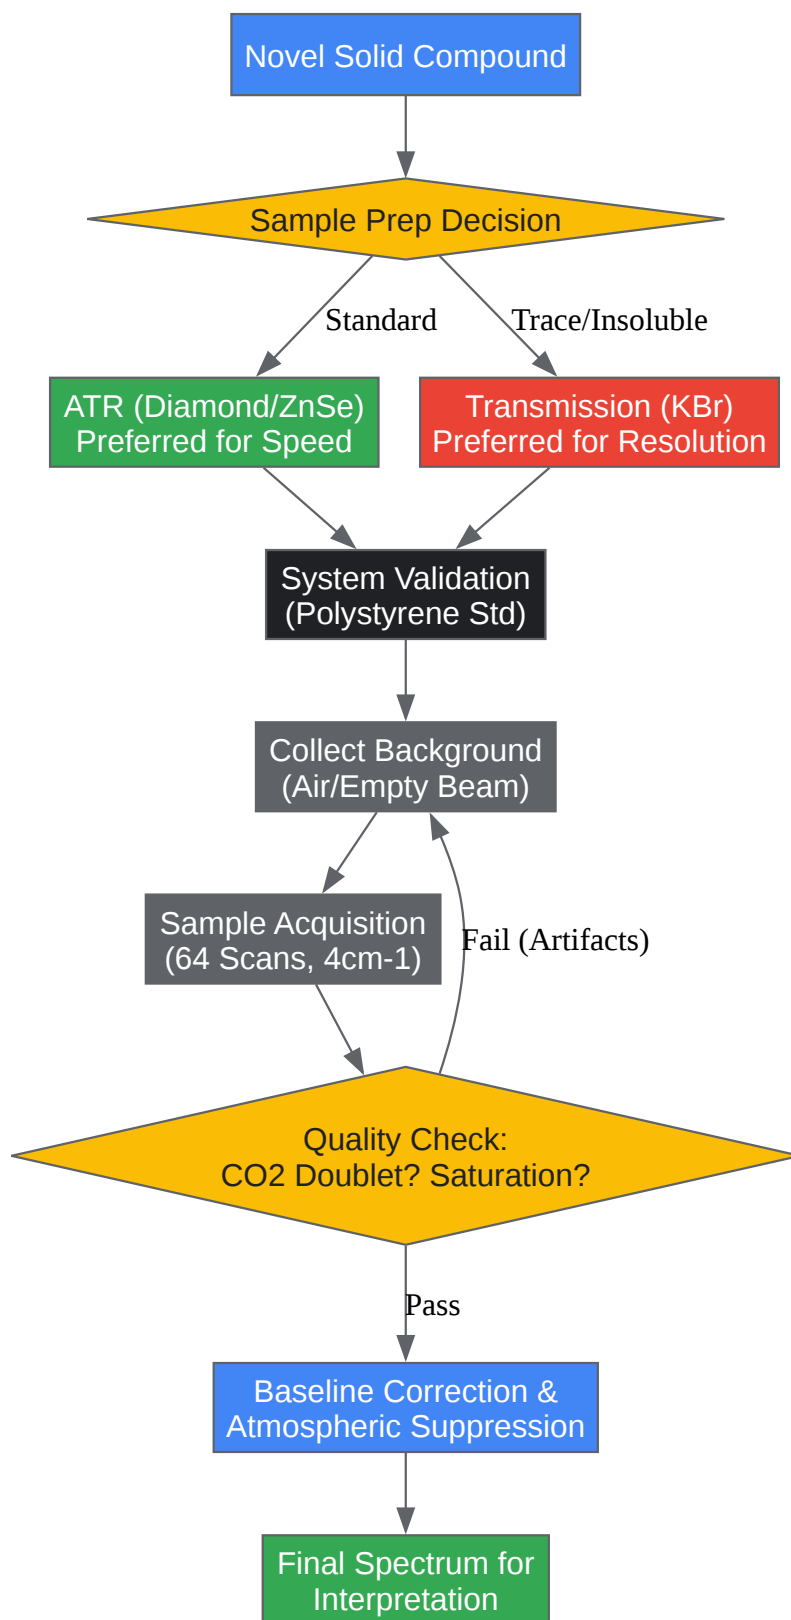 Novel Solid Compound
Sample Prep Decision
Standard
Trace/Insoluble
ATR (Diamond/ZnSe)
Preferred for Speed
Transmission (KBr)
Preferred for Resolution
System Validation
(Polystyrene Std)
Collect Background
(Air/Empty Beam)
Sample Acquisition
(64 Scans, 4cm-1)
Fail (Artifacts)
Quality Check:
CO2 Doublet? Saturation?
Pass
Baseline Correction &
Atmospheric Suppression
Final Spectrum for
Interpretation